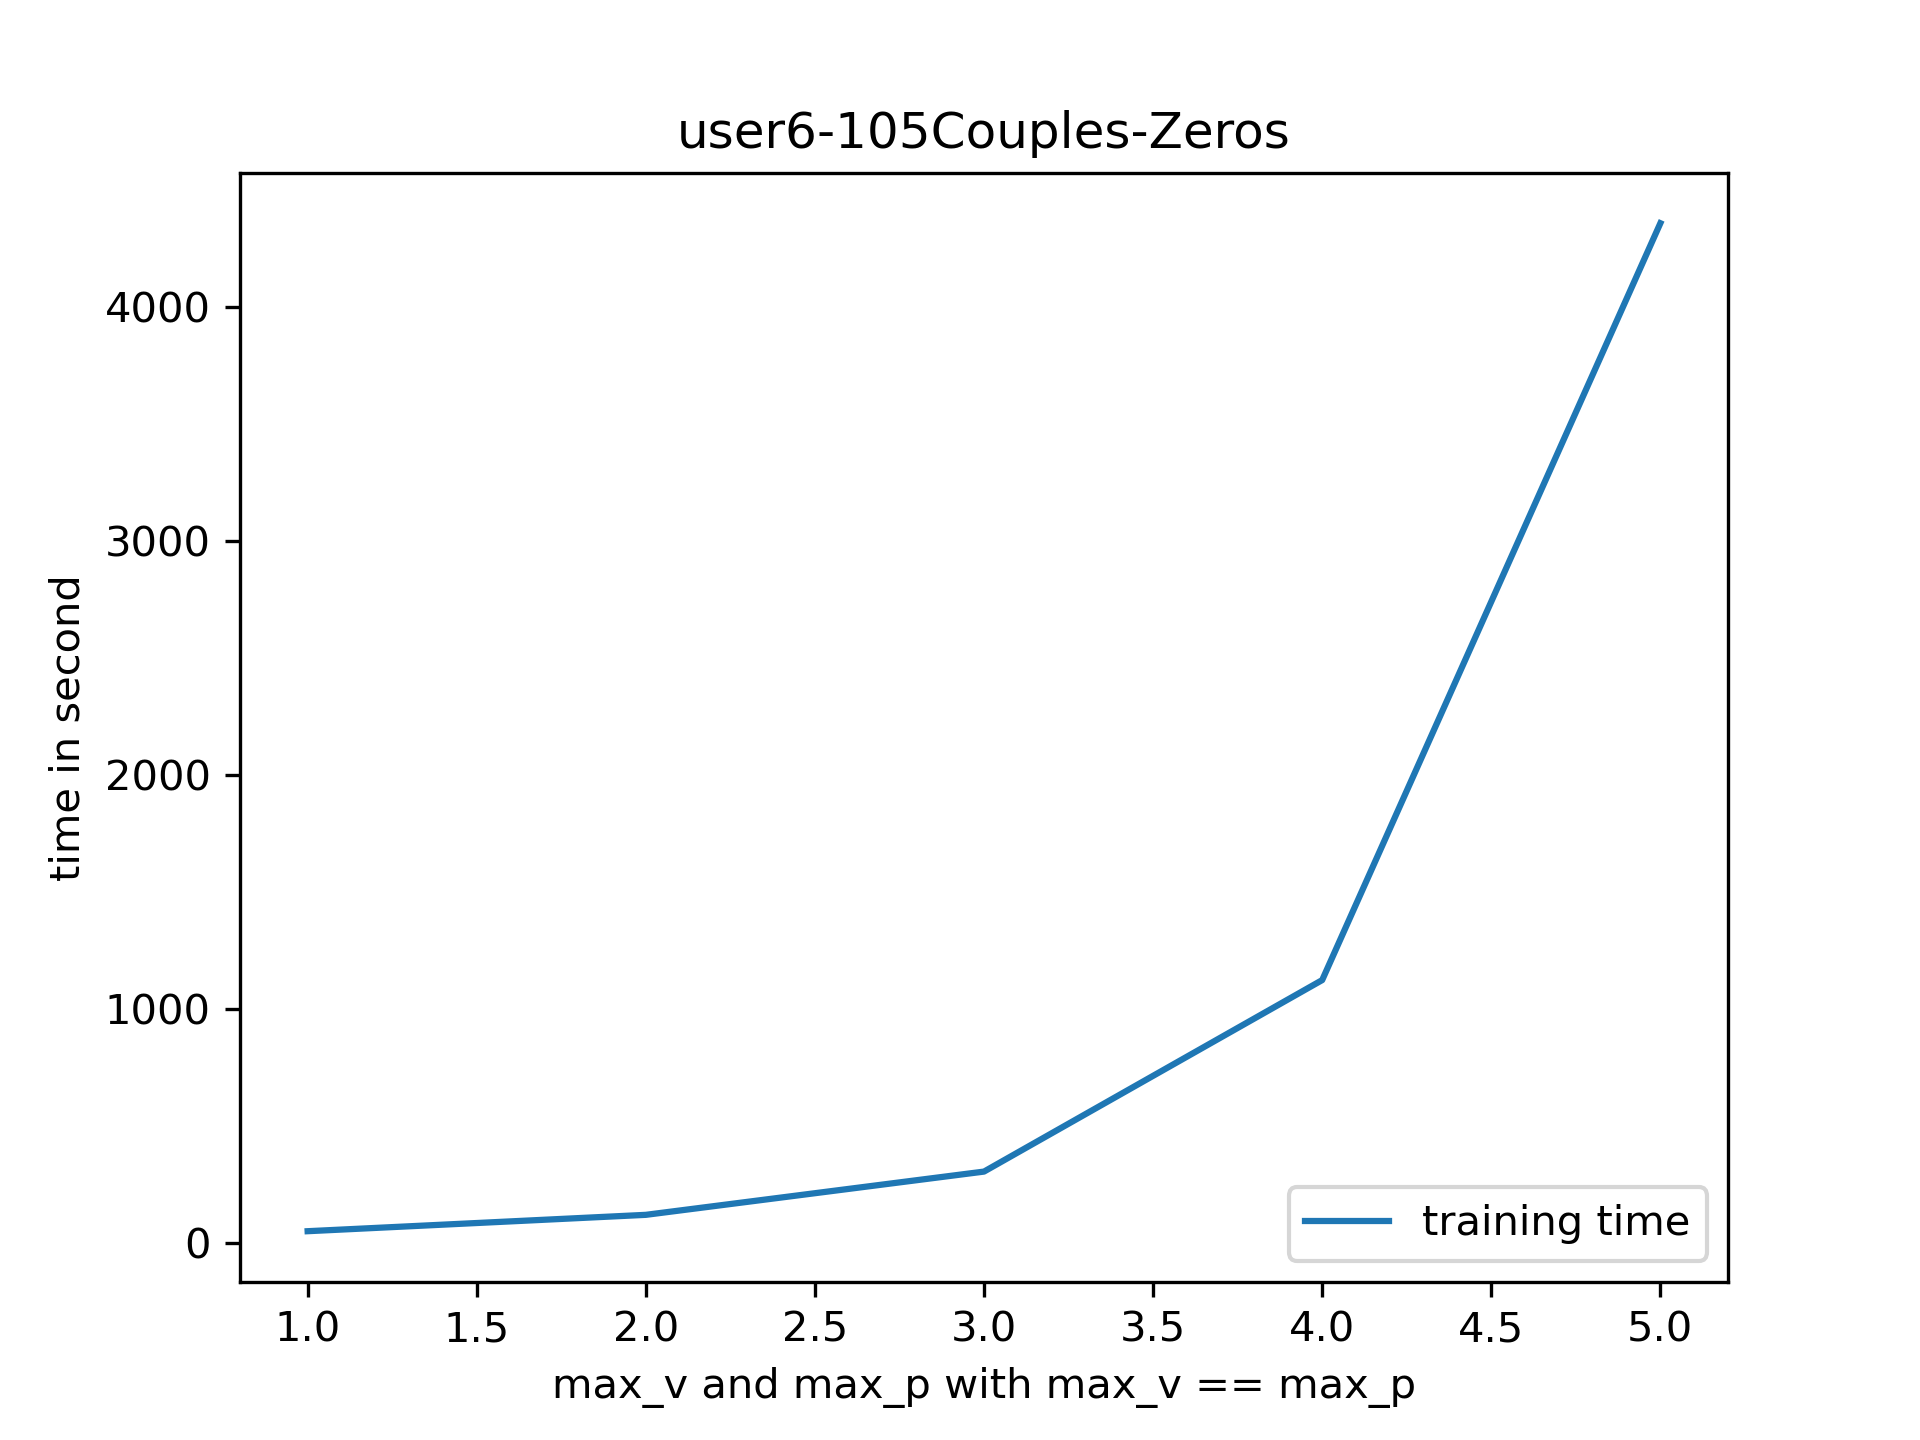 user6-105Couples-Zeros
4000
3000
2000
1000
0
time in second
training time
1.0 1.5 2.0 2.5 3.0 3.5 4.0 4.5 5.0
max_v and max_p with max_v == max_p